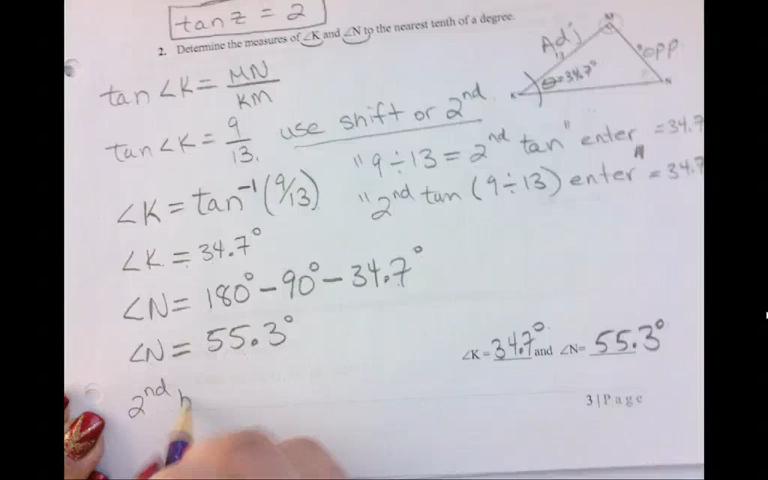 tan Z = 2
2. Determine the measures of ∠K and ∠N to the nearest tenth of a degree.
Adj
opp
θ=34.7°
K
N
tan ∠K = MN/KM
tan ∠K = 9/13 use shift or 2nd
"9 ÷ 13 = 2nd tan" enter = 34.7
∠K = tan⁻¹ (9/13) "2nd tan (9 ÷ 13) enter" = 34.7
∠K = 34.7°
∠N = 180° – 90° – 34.7°
∠N = 55.3°
∠K = 34.7° and ∠N= 55.3°
2nd
3 | P a g e